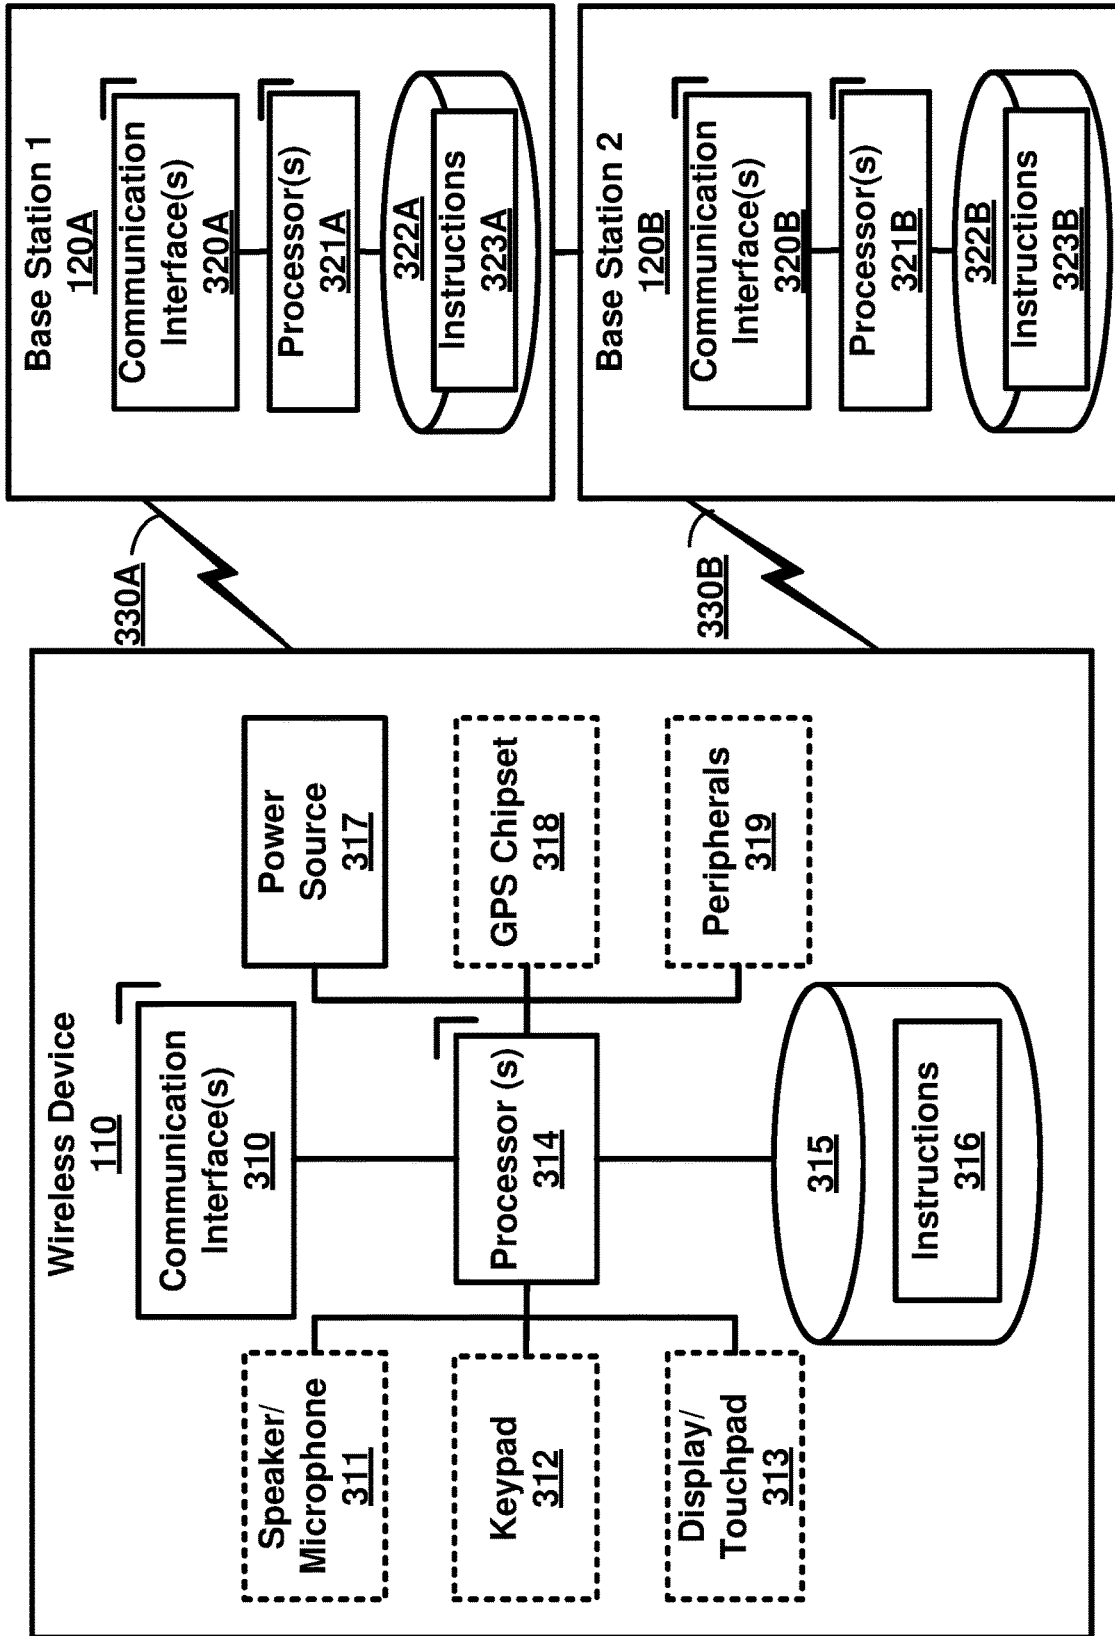 Wireless Device
110
Communication
Interface(s)
310
Speaker/
Microphone
311
Keypad
312
Display/
Touchpad
313
Processor (s)
314
Power
Source
317
GPS Chipset
318
Peripherals
319
315
Instructions
316
330A
330B
Base Station 1
120A
Communication
Interface(s)
320A
Processor(s)
321A
322A
Instructions
323A
Base Station 2
120B
Communication
Interface(s)
320B
Processor(s)
321B
322B
Instructions
323B